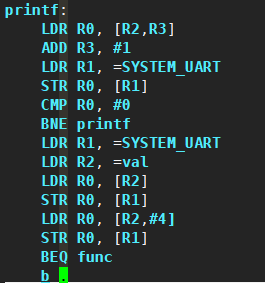 printf:
LDR R0, [R2,R3]
ADD R3, #1
LDR R1, =SYSTEM_UART
STR R0, [R1]
CMP R0, #0
BNE printf
LDR R1, =SYSTEM_UART
LDR R2, =val
LDR R0, [R2]
STR R0, [R1]
LDR R0, [R2,#4]
STR R0, [R1]
BEQ func
b .